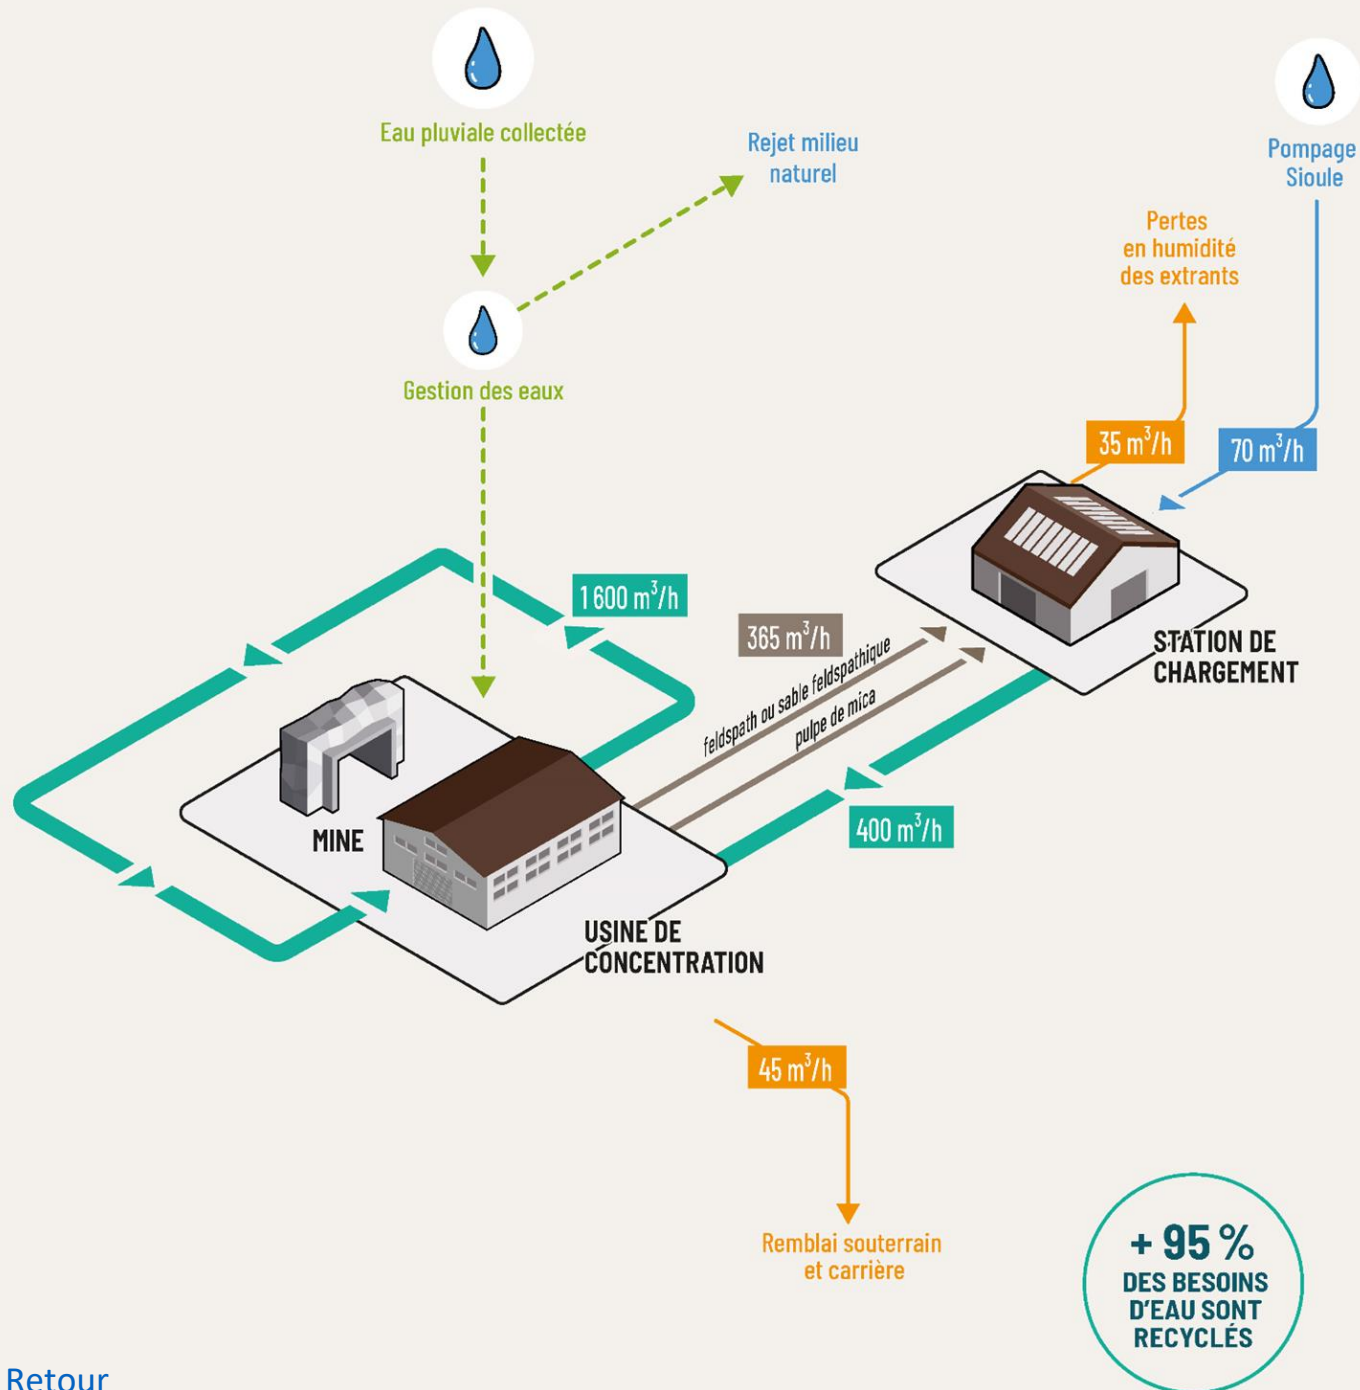 Eau pluviale collectée
Rejet milieu
naturel
Pompage
Sioule
Pertes
en humidité
des extrants
Gestion des eaux
35 m³/h
70 m³/h
1 600 m³/h
365 m³/h
feldspath ou sable feldspathique
pulpe de mica
STATION DE
CHARGEMENT
400 m³/h
MINE
USINE DE
CONCENTRATION
45 m³/h
Remblai souterrain
et carrière
+ 95 %
DES BESOINS
D'EAU SONT
RECYCLÉS
Retour